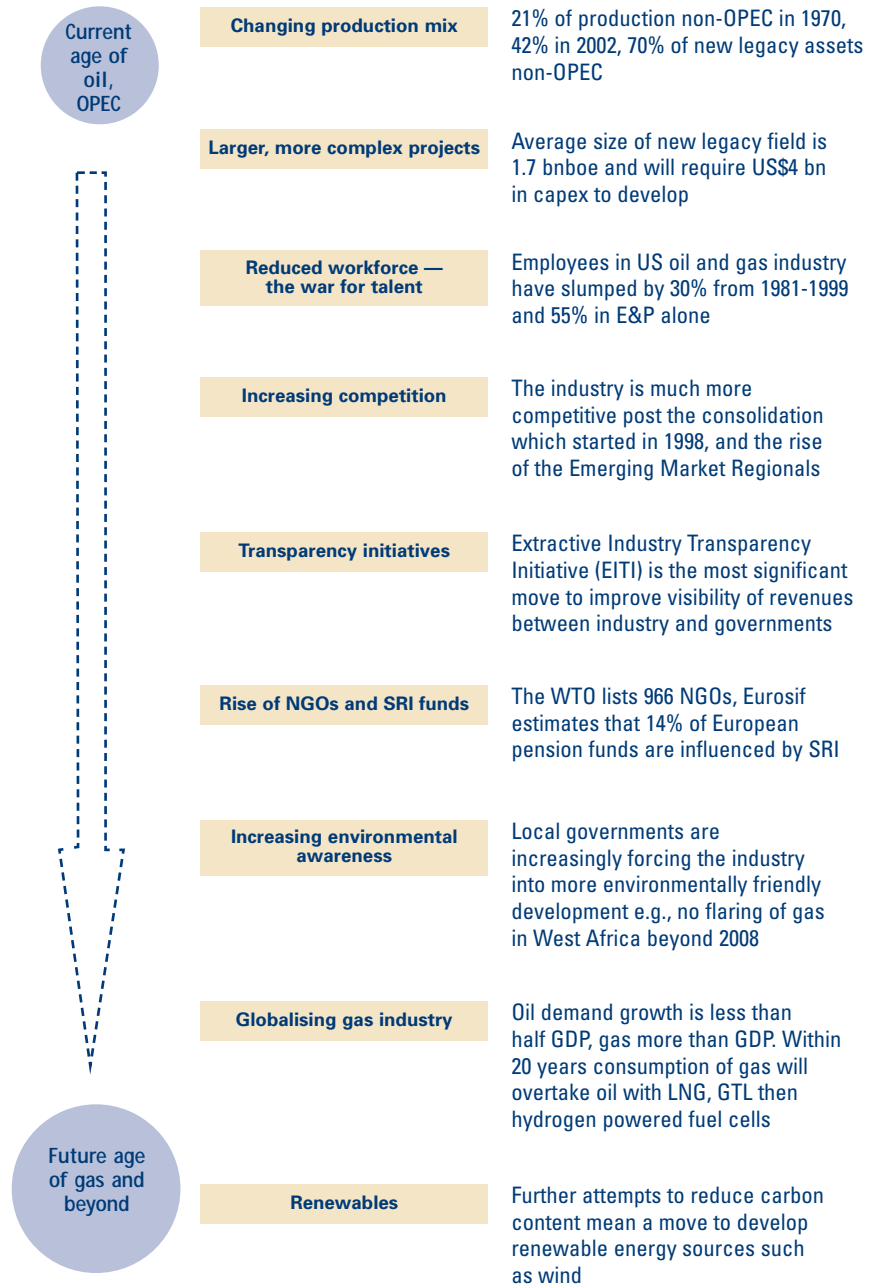 Current
age of
oil,
OPEC
Changing production mix
21% of production non-OPEC in 1970,
42% in 2002, 70% of new legacy assets
non-OPEC
Larger, more complex projects
Average size of new legacy field is
1.7 bnboe and will require US$4 bn
in capex to develop
Reduced workforce —
the war for talent
Employees in US oil and gas industry
have slumped by 30% from 1981-1999
and 55% in E&P alone
Increasing competition
The industry is much more
competitive post the consolidation
which started in 1998, and the rise
of the Emerging Market Regionals
Transparency initiatives
Extractive Industry Transparency
Initiative (EITI) is the most significant
move to improve visibility of revenues
between industry and governments
Rise of NGOs and SRI funds
The WTO lists 966 NGOs, Eurosif
estimates that 14% of European
pension funds are influenced by SRI
Increasing environmental
awareness
Local governments are
increasingly forcing the industry
into more environmentally friendly
development e.g., no flaring of gas
in West Africa beyond 2008
Globalising gas industry
Oil demand growth is less than
half GDP, gas more than GDP. Within
20 years consumption of gas will
overtake oil with LNG, GTL then
hydrogen powered fuel cells
Future age
of gas and
beyond
Renewables
Further attempts to reduce carbon
content mean a move to develop
renewable energy sources such
as wind